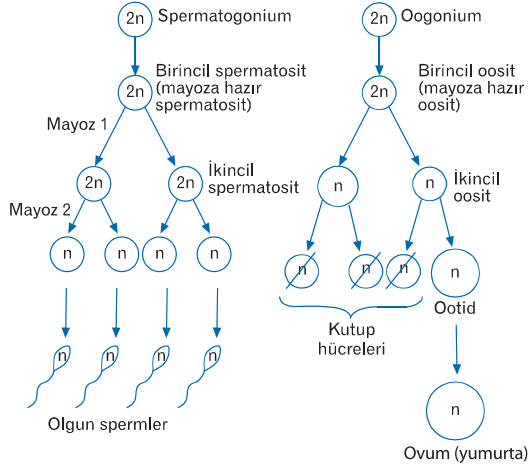 2n Spermatogonium
Birincil spermatosit
(mayoza hazır
spermatosit)
2n
Mayoz 1
2n 2n İkincil
spermatosit
Mayoz 2
n n n n
n n n n
Olgun spermler
2n Oogonium
Birincil oosit
(mayoza hazır
oosit)
2n
n n İkincil
oosit
n n n n
Ootid
Kutup
hücreleri
n
Ovum (yumurta)